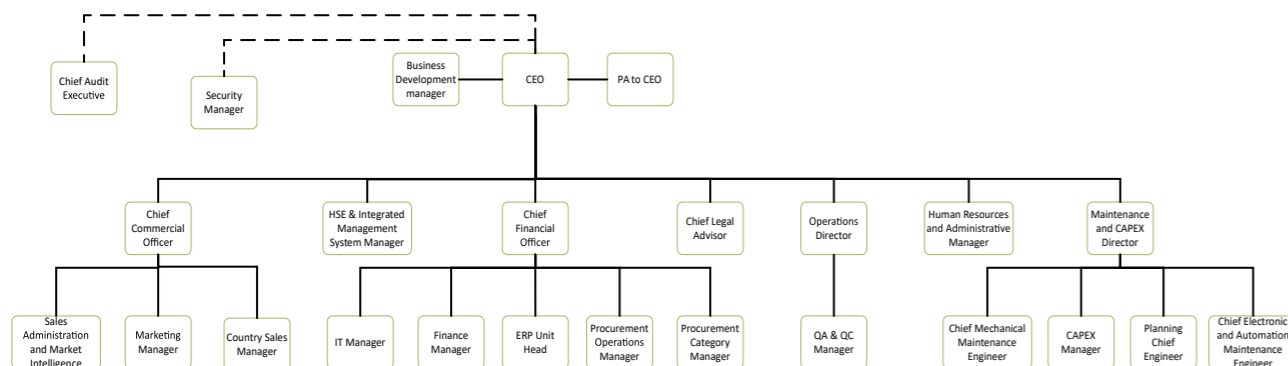 Chief Audit
Executive
Security
Manager
Business
Development
manager
CEO
PA to CEO
Chief
Commercial
Officer
HSE & Integrated
Management
System Manager
Chief
Financial
Officer
Chief Legal
Advisor
Operations
Director
Human Resources
and Administrative
Manager
Maintenance
and CAPEX
Director
Sales
Administration
and Market
Intelligence
Marketing
Manager
Country Sales
Manager
IT Manager
Finance
Manager
ERP Unit
Head
Procurement
Operations
Manager
Procurement
Category
Manager
QA & QC
Manager
Chief Mechanical
Maintenance
Engineer
CAPEX
Manager
Planning
Chief
Engineer
Chief Electronic
and Automation
Maintenance
Engineer